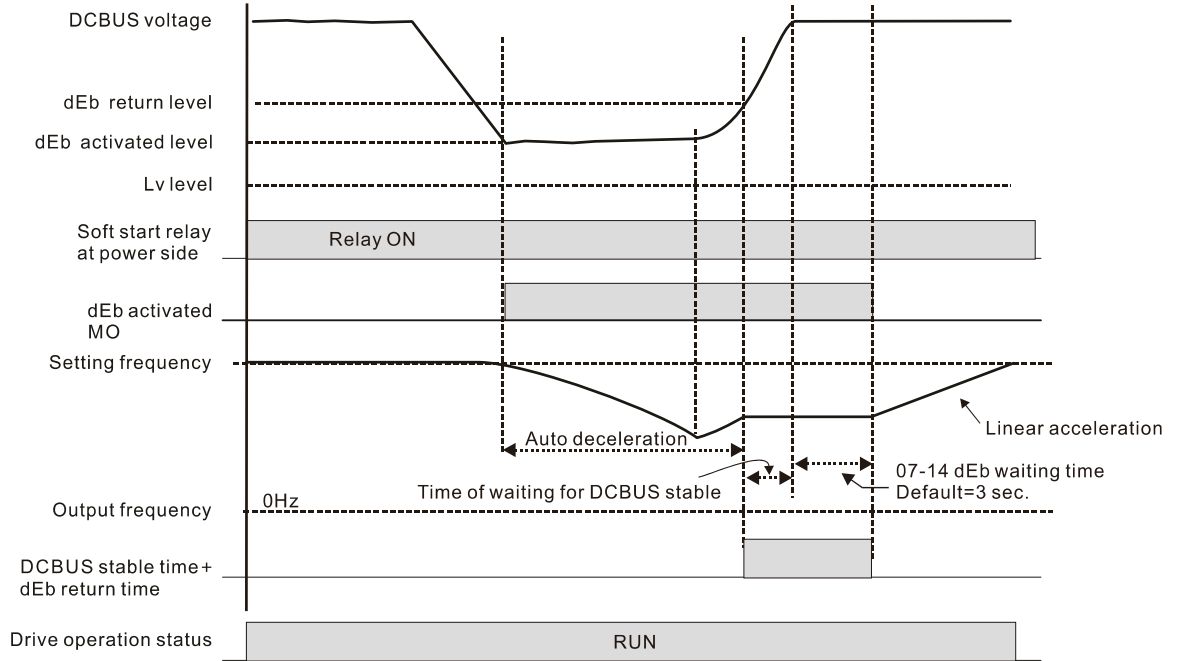 DCBUS voltage
dEb return level
dEb activated level
Lv level
Soft start relay
at power side
Relay ON
dEb activated
MO
Setting frequency
Linear acceleration
Auto deceleration
07-14 dEb waiting time
Default=3 sec.
Time of waiting for DCBUS stable
0Hz
Output frequency
DCBUS stable time+
dEb return time
Drive operation status
RUN